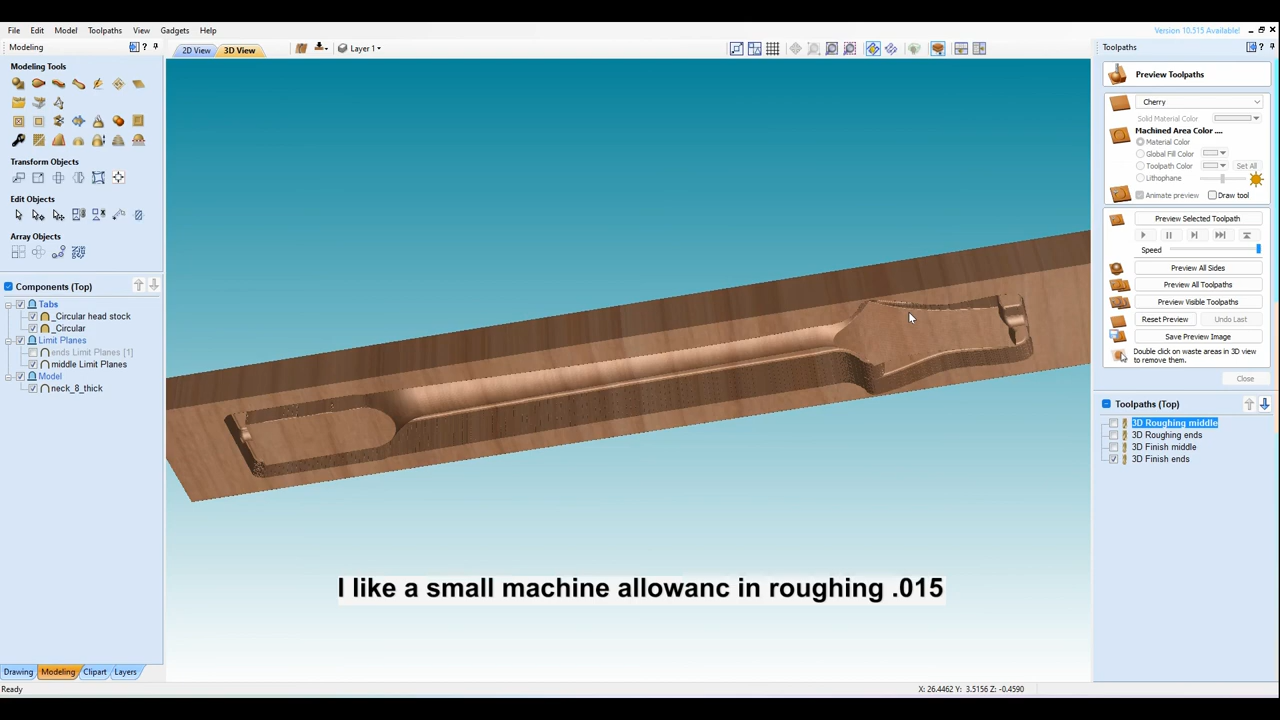 File Edit Model Toolpaths View Gadgets Help
Version 10.515 Available!
Modeling
?
2D View
3D View
Layer 1
Toolpaths
?
Modeling Tools
Transform Objects
Edit Objects
Array Objects
Components (Top)
Tabs
_Circular head stock
_Circular
Limit Planes
ends Limit Planes [1]
middle Limit Planes
Model
neck_8_thick
Drawing Modeling Clipart Layers
Ready
Preview Toolpaths
Cherry
Solid Material Color
Machined Area Color ....
Material Color
Global Fill Color
Toolpath Color
Set All
Lithophane
Animate preview
Draw tool
Preview Selected Toolpath
Speed
Preview All Sides
Preview All Toolpaths
Preview Visible Toolpaths
Reset Preview
Undo Last
Save Preview Image
Double click on waste areas in 3D view
to remove them.
Close
Toolpaths (Top)
3D Roughing middle
3D Roughing ends
3D Finish middle
3D Finish ends
I like a small machine allowanc in roughing .015
X: 26.4462 Y: 3.5156 Z: -0.4590